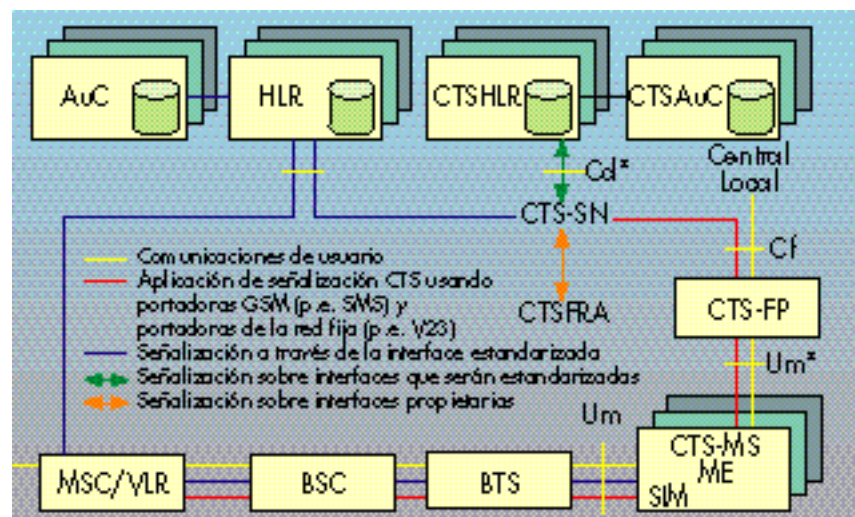 AuC
HLR
CTSHLR
CTSAuC
Central
Local
Cd*
CTS-SN
Cf
Comunicaciones de usuario
Aplicación de señalización CTS usando
portadoras GSM (p.e. SMS) y
portadoras de la red fija (p.e. V23)
Señalización a través de la interface estandarizada
Señalización sobre interfaces que serán estandarizadas
Señalización sobre interfaces propietarias
CTSFRA
CTS-FP
Um*
Um
MSC/VLR
BSC
BTS
CTS-MS
ME
SIM